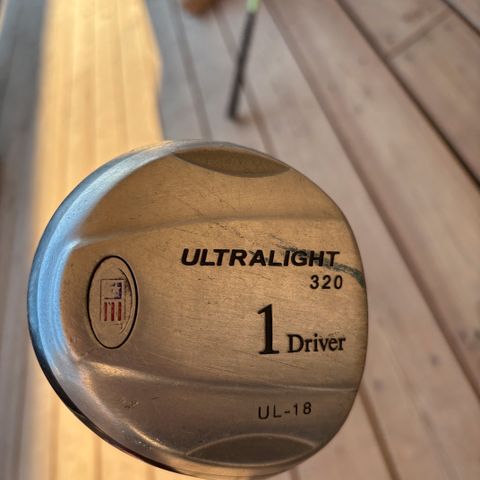 ULTRALIGHT
320
1 Driver
UL-18